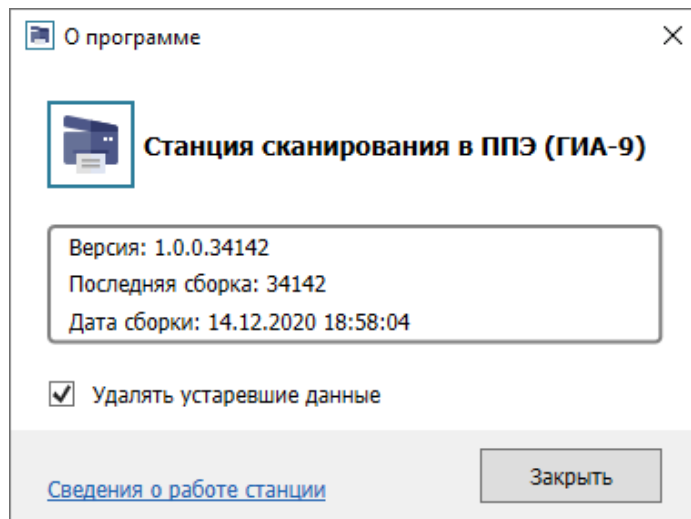 О программе
Станция сканирования в ППЭ (ГИА-9)
Версия: 1.0.0.34142
Последняя сборка: 34142
Дата сборки: 14.12.2020 18:58:04
Удалять устаревшие данные
Сведения о работе станции
Закрыть